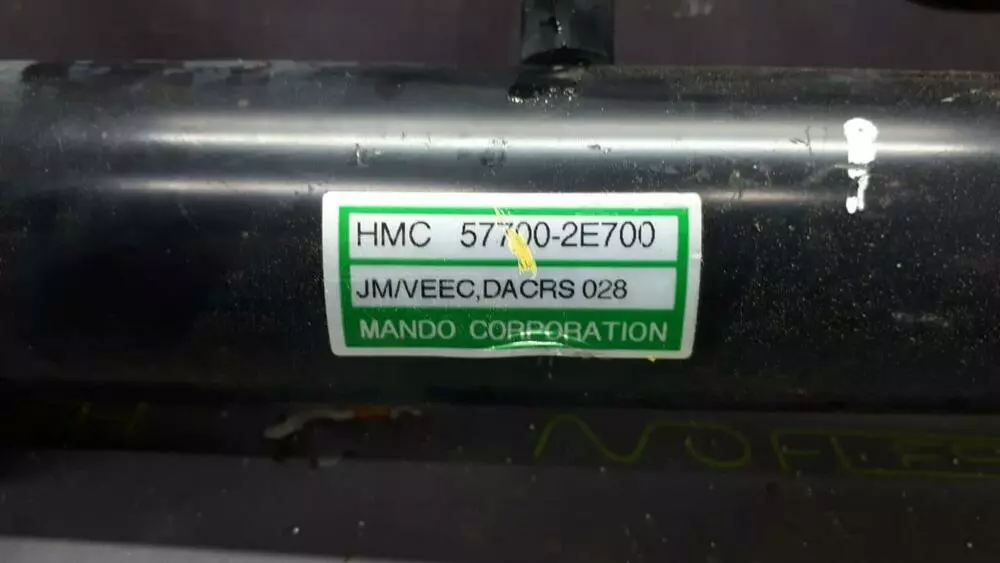 HMC 57700-2E700
JM/VEEC,DACRS 028
MANDO CORPORATION